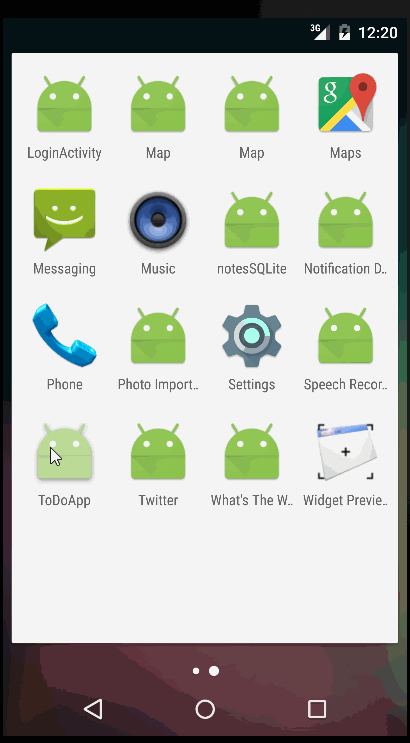 3G 12:20
LoginActivity Map Map Maps
Messaging Music notesSQLite Notification D..
Phone Photo Import.. Settings Speech Recor..
ToDoApp Twitter What's The W.. Widget Previe..